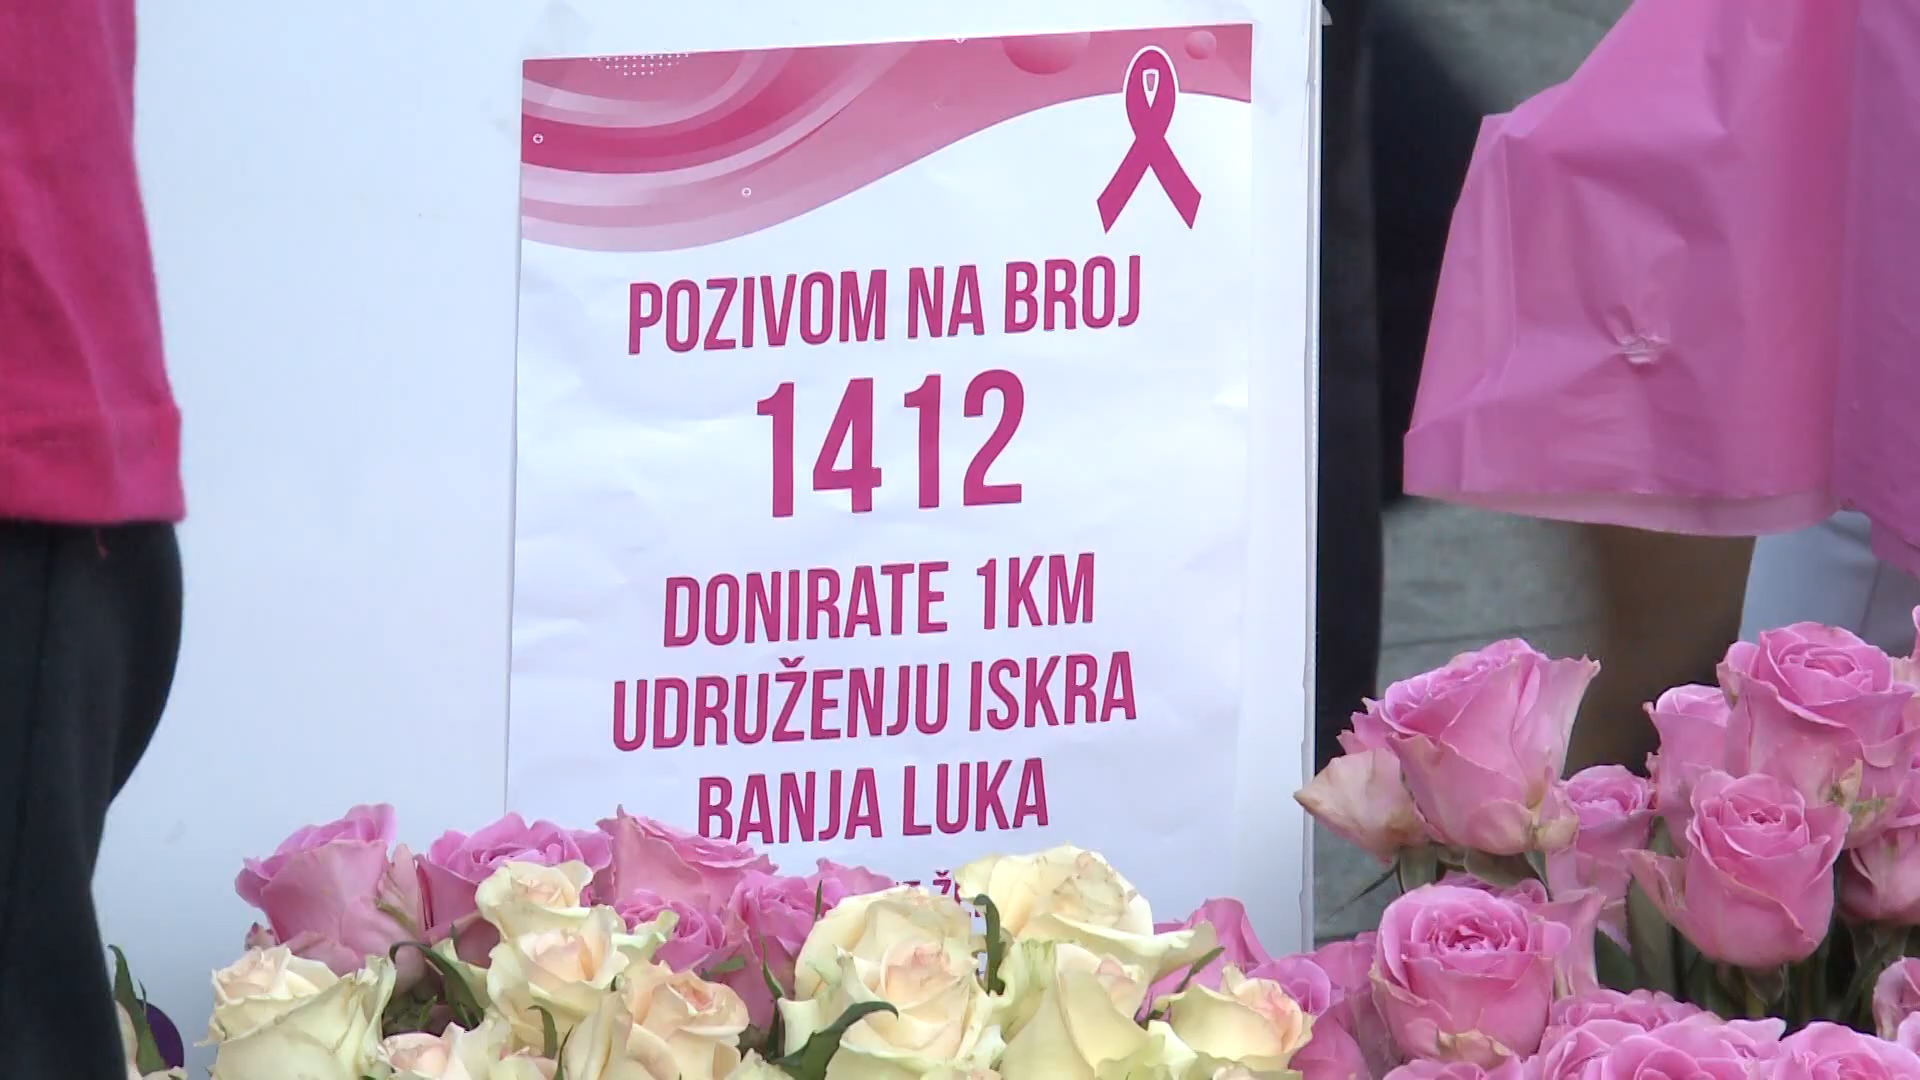 POZIVOM NA BROJ
1412
DONIRATE 1KM
UDRUŽENJU ISKRA
BANJA LUKA